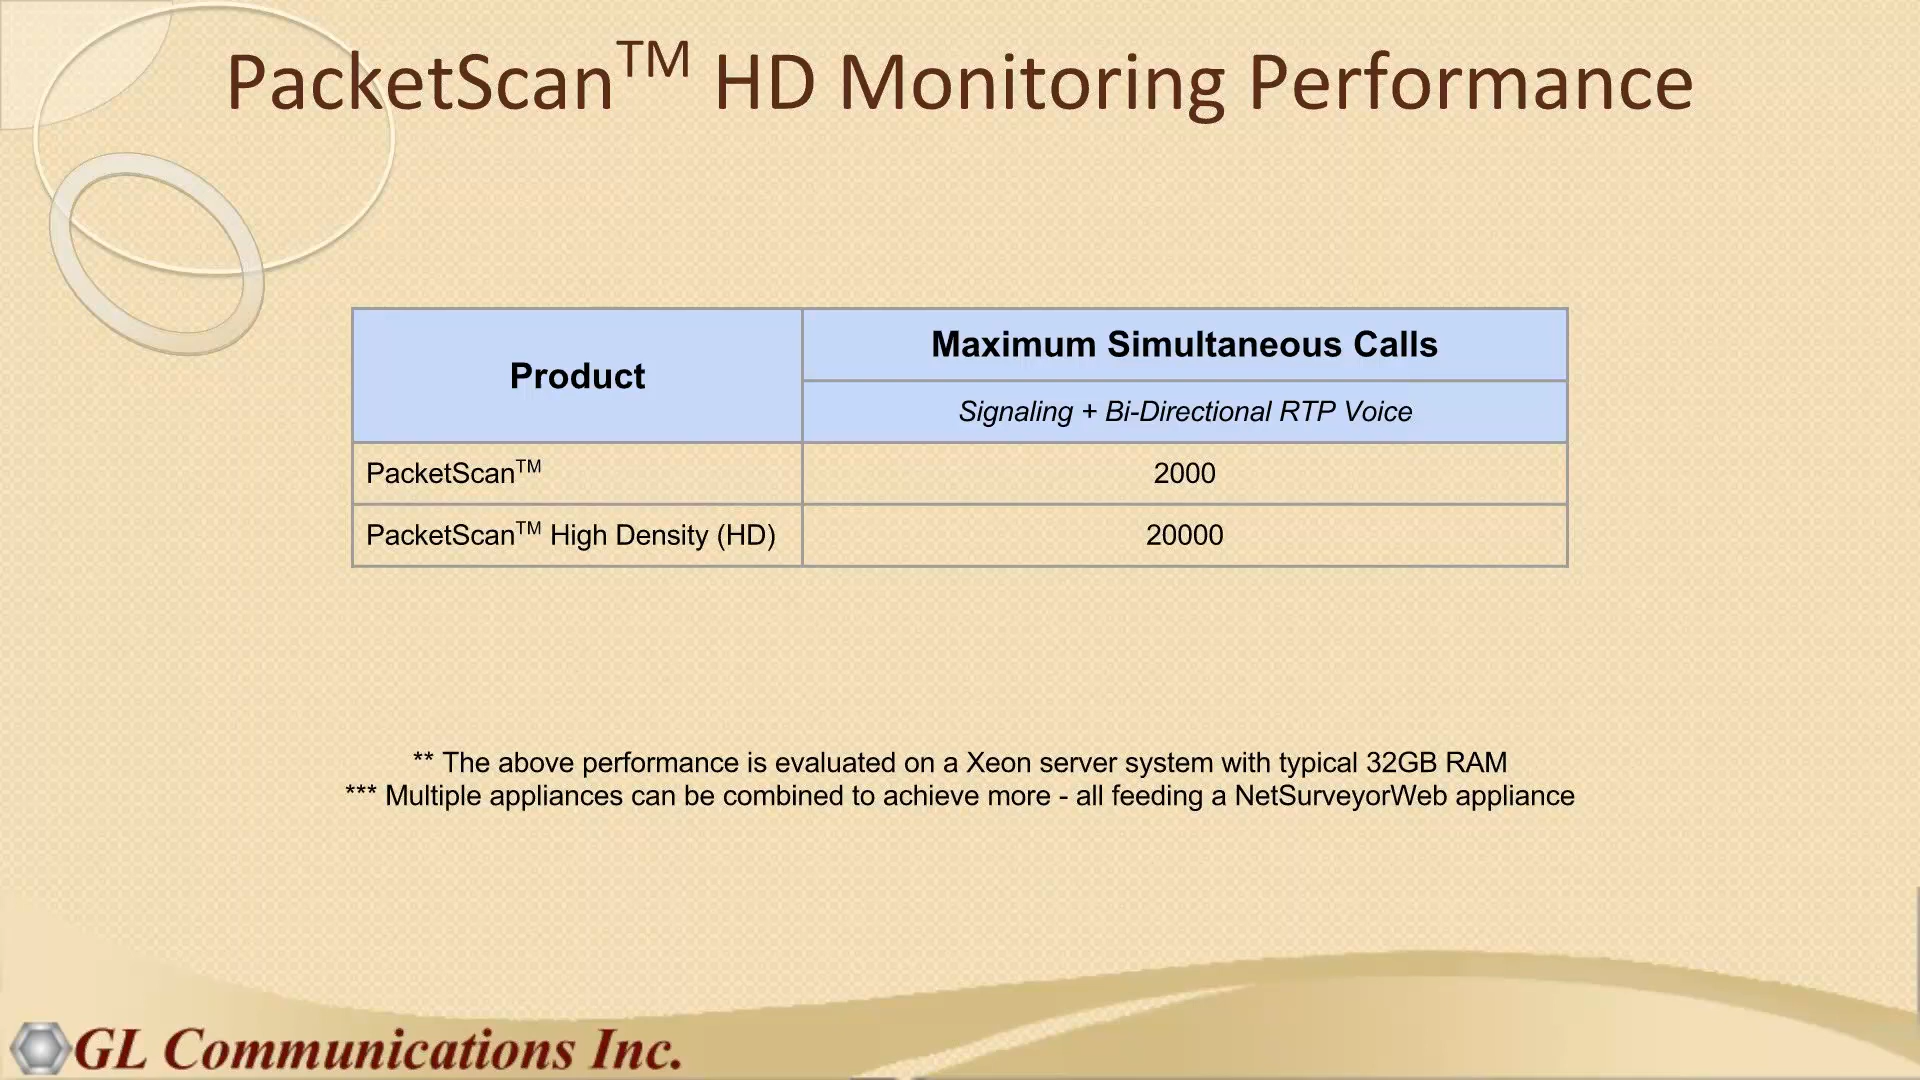 PacketScan™ HD Monitoring Performance
Product
Maximum Simultaneous Calls
Signaling + Bi-Directional RTP Voice
PacketScan™
2000
PacketScan™ High Density (HD)
20000
** The above performance is evaluated on a Xeon server system with typical 32GB RAM
*** Multiple appliances can be combined to achieve more - all feeding a NetSurveyorWeb appliance
GL Communications Inc.